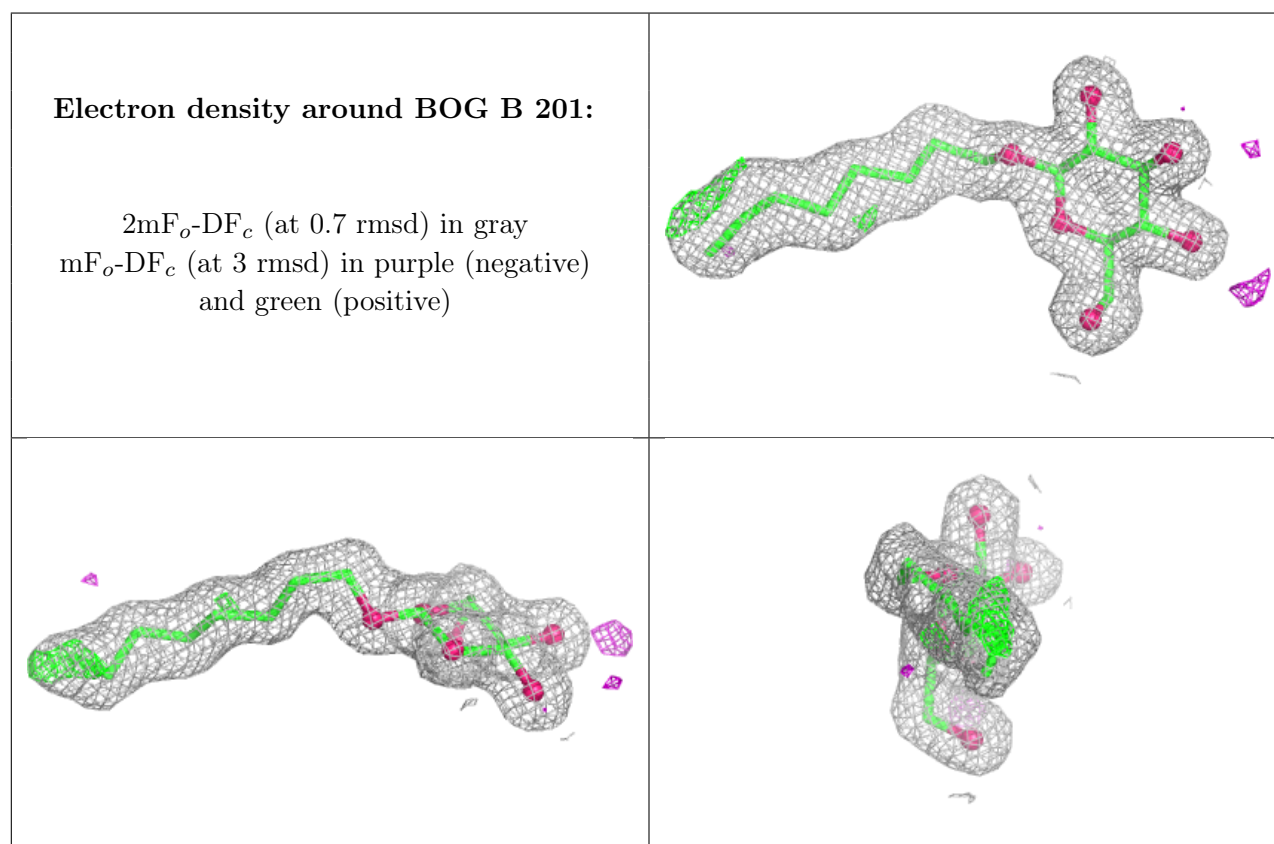 Electron density around BOG B 201:
2mFₒ-DF𝒸 (at 0.7 rmsd) in gray
mFₒ-DF𝒸 (at 3 rmsd) in purple (negative)
and green (positive)